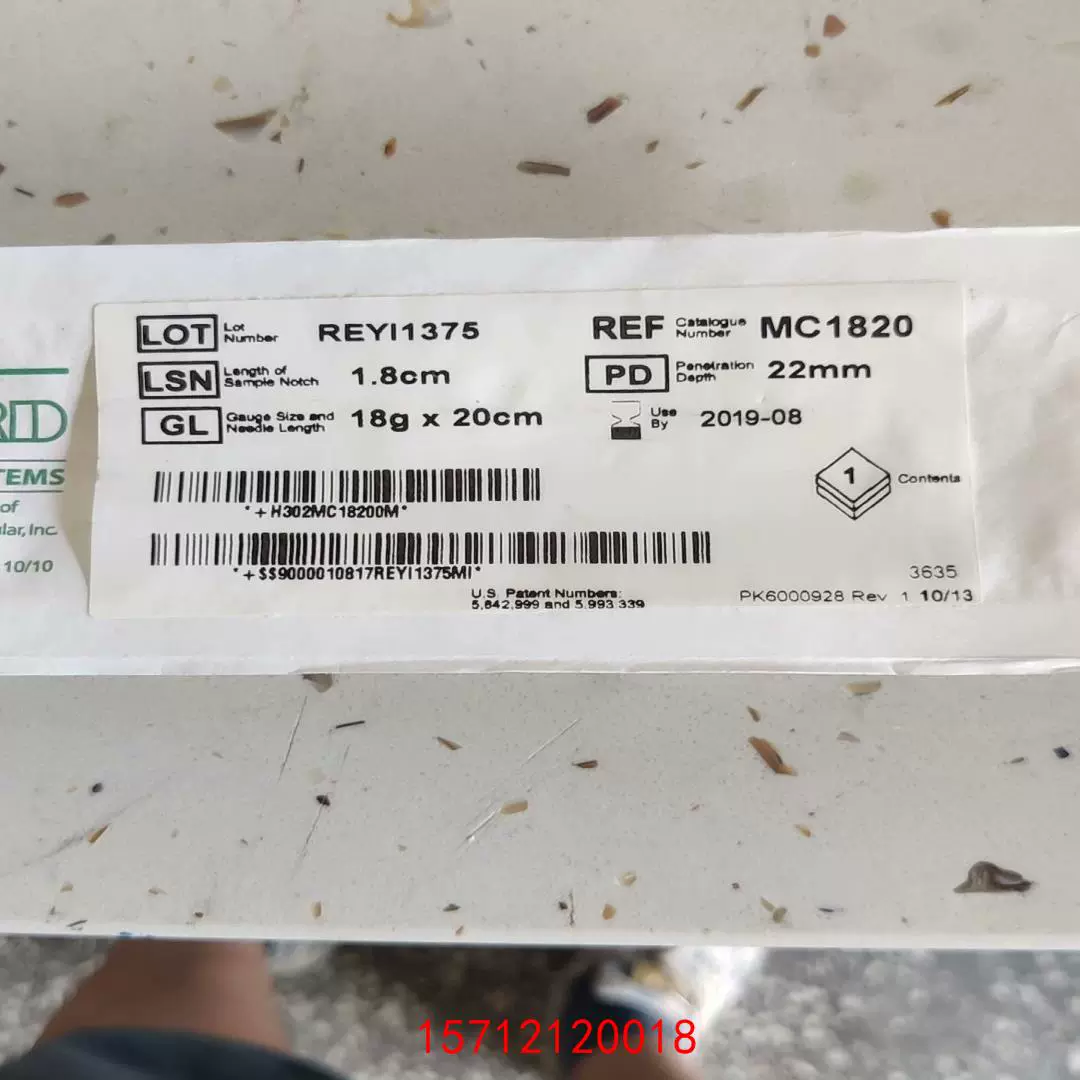 LOT Lot Number REYI1375
REF Catalogue Number MC1820
LSN Length of Sample Notch 1.8cm
PD Penetration Depth 22mm
GL Gauge Size and Needle Length 18g x 20cm
Use By 2019-08
1 Contents
*+H302MC18200M*
*+$$9000010817REYI1375MI*
U.S. Patent Numbers:
5,842,999 and 5,993,339
3635
PK6000928 Rev 1 10/13
TEMS
of
lar, Inc.
10/10
15712120018